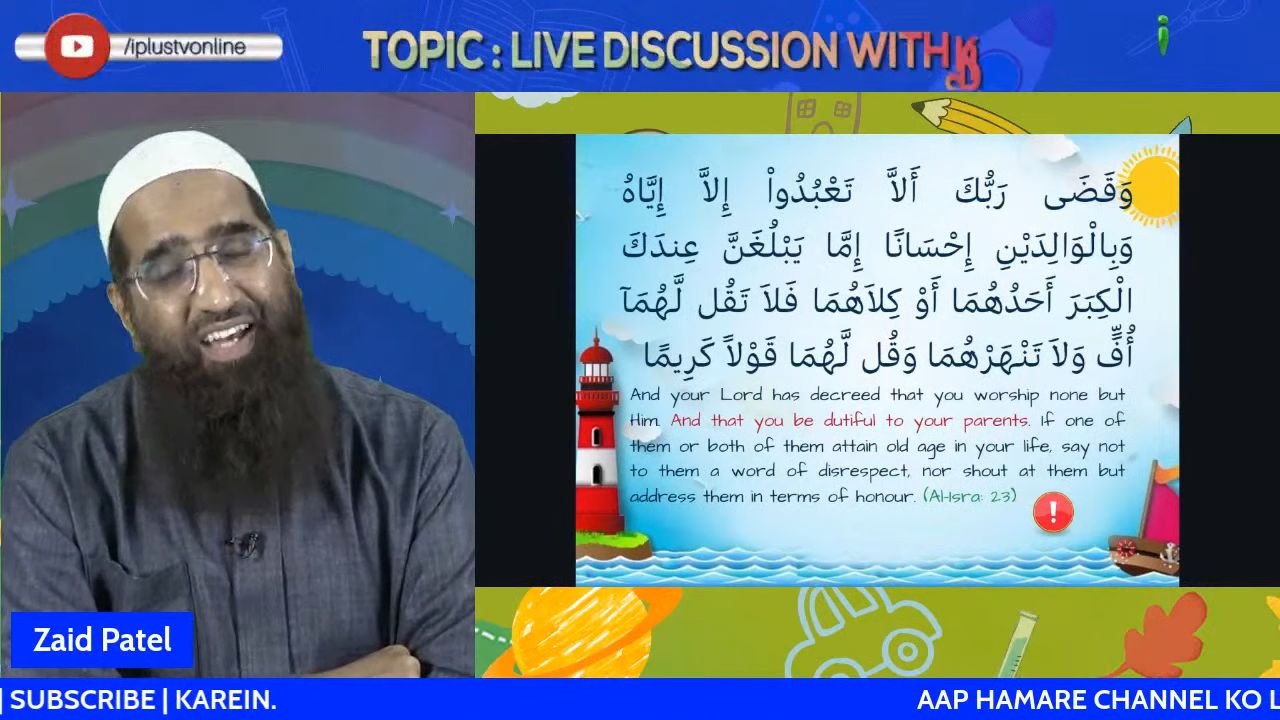 /iplustvonline
TOPIC : LIVE DISCUSSION WITH
وَقَضَى رَبُّكَ أَلاَّ تَعْبُدُواْ إِلاَّ إِيَّاهُ
وَبِالْوَالِدَيْنِ إِحْسَانًا إِمَّا يَبْلُغَنَّ عِندَكَ
الْكِبَرَ أَحَدُهُمَا أَوْ كِلاَهُمَا فَلاَ تَقُل لَّهُمَآ
أُفٍّ وَلاَ تَنْهَرْهُمَا وَقُل لَّهُمَا قَوْلاً كَرِيمًا
And your Lord has decreed that you worship none but
Him. And that you be dutiful to your parents. If one of
them or both of them attain old age in your life, say not
to them a word of disrespect, nor shout at them but
address them in terms of honour. (Al-Isra: 23)
!
Zaid Patel
| SUBSCRIBE | KAREIN.
AAP HAMARE CHANNEL KO L